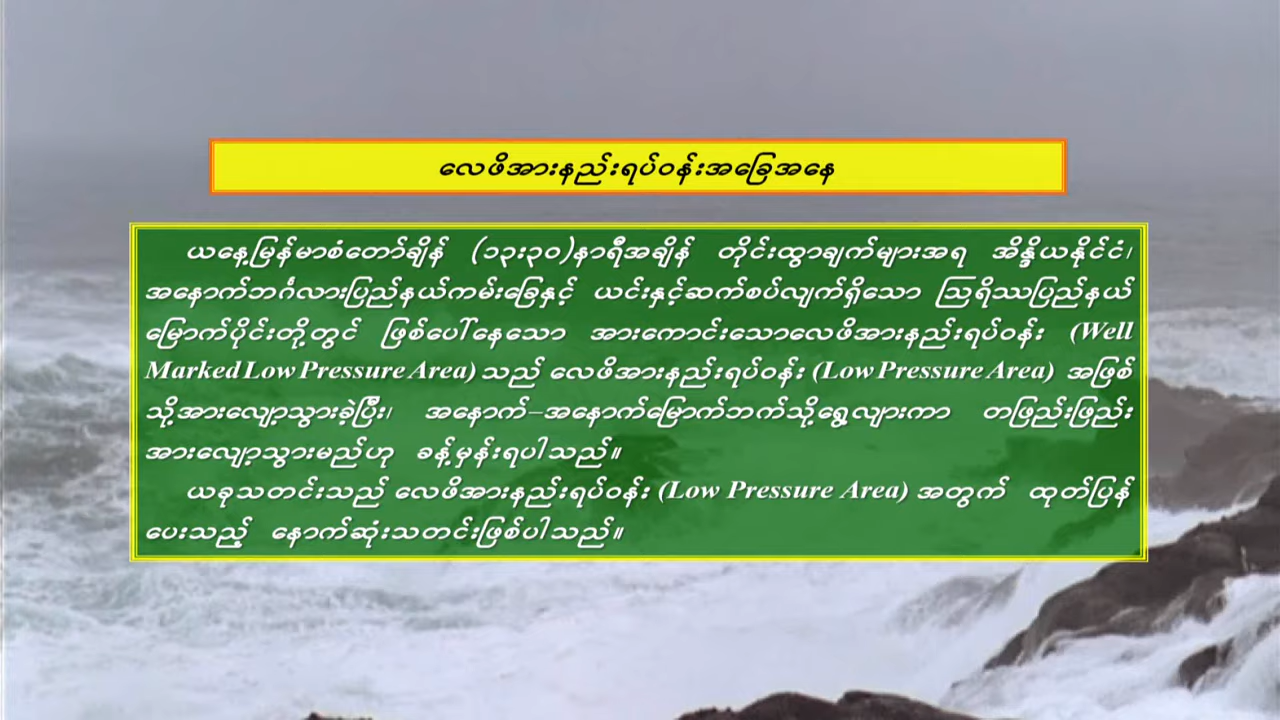 လေဖိအားနည်းရပ်ဝန်းအခြေအနေ
ယနေ့မြန်မာစံတော်ချိန် (၁၃း၃၀)နာရီအချိန် တိုင်းထွာချက်များအရ အိန္ဒိယနိုင်ငံ၊
အနောက်ဘင်္ဂလားပြည်နယ်ကမ်းခြေနှင့် ယင်းနှင့်ဆက်စပ်လျက်ရှိသော ဩရိဿပြည်နယ်
မြောက်ပိုင်းတို့တွင် ဖြစ်ပေါ်နေသော အားကောင်းသောလေဖိအားနည်းရပ်ဝန်း (Well
Marked Low Pressure Area) သည် လေဖိအားနည်းရပ်ဝန်း (Low Pressure Area) အဖြစ်
သို့အားလျော့သွားခဲ့ပြီး၊ အနောက်–အနောက်မြောက်ဘက်သို့ရွေ့လျားကာ တဖြည်းဖြည်း
အားလျော့သွားမည်ဟု ခန့်မှန်းရပါသည်။
ယခုသတင်းသည် လေဖိအားနည်းရပ်ဝန်း (Low Pressure Area) အတွက် ထုတ်ပြန်
ပေးသည့် နောက်ဆုံးသတင်းဖြစ်ပါသည်။